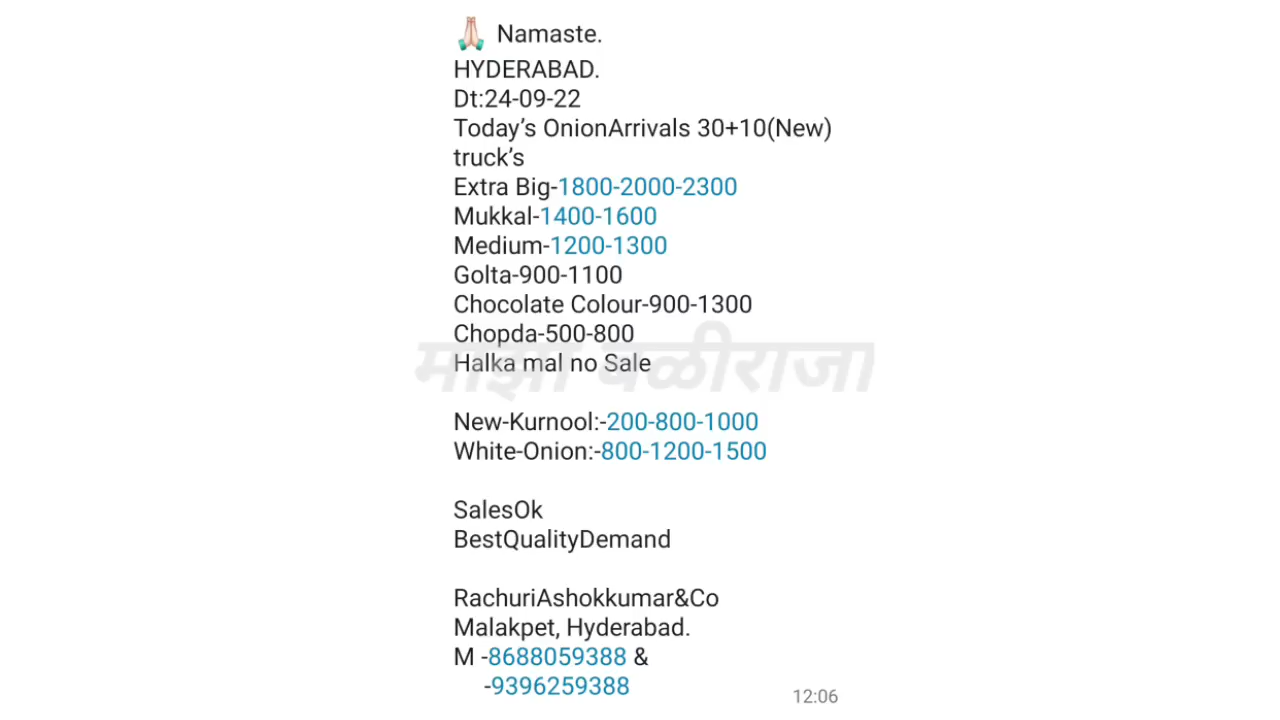 🙏 Namaste.
HYDERABAD.
Dt:24-09-22
Today's OnionArrivals 30+10(New)
truck's
Extra Big-1800-2000-2300
Mukkal-1400-1600
Medium-1200-1300
Golta-900-1100
Chocolate Colour-900-1300
Chopda-500-800
Halka mal no Sale
माझा बळीराजा
New-Kurnool:-200-800-1000
White-Onion:-800-1200-1500
SalesOk
BestQualityDemand
RachuriAshokkumar&Co
Malakpet, Hyderabad.
M -8688059388 &
-9396259388
12:06